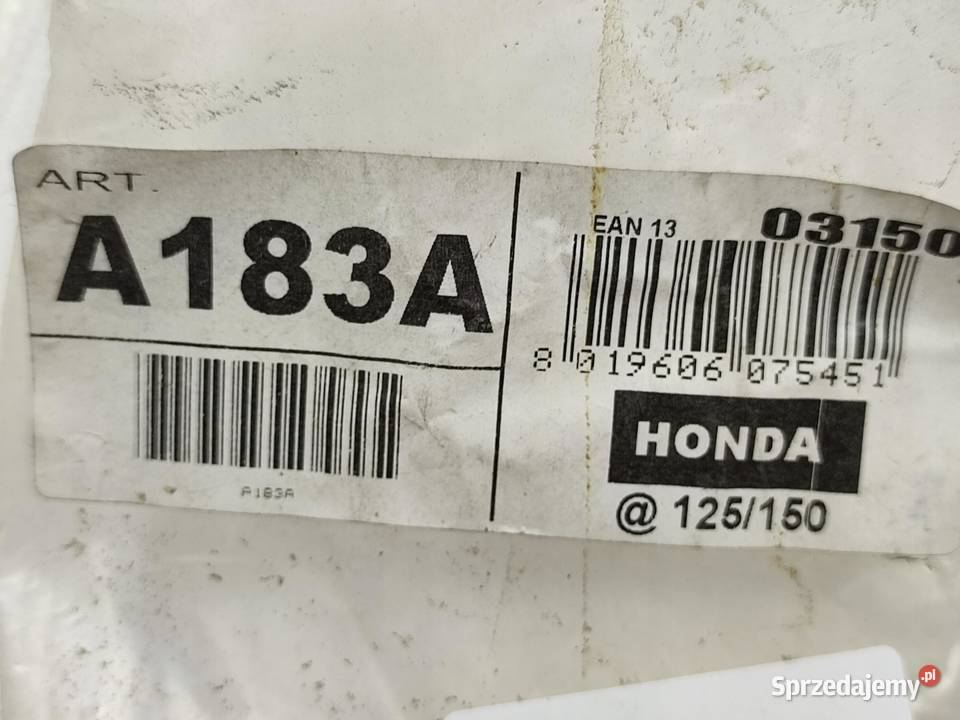 ART.
A183A
A183A
EAN 13
03150
8 019606 075451
HONDA
@ 125/150
Sprzedajemy.pl